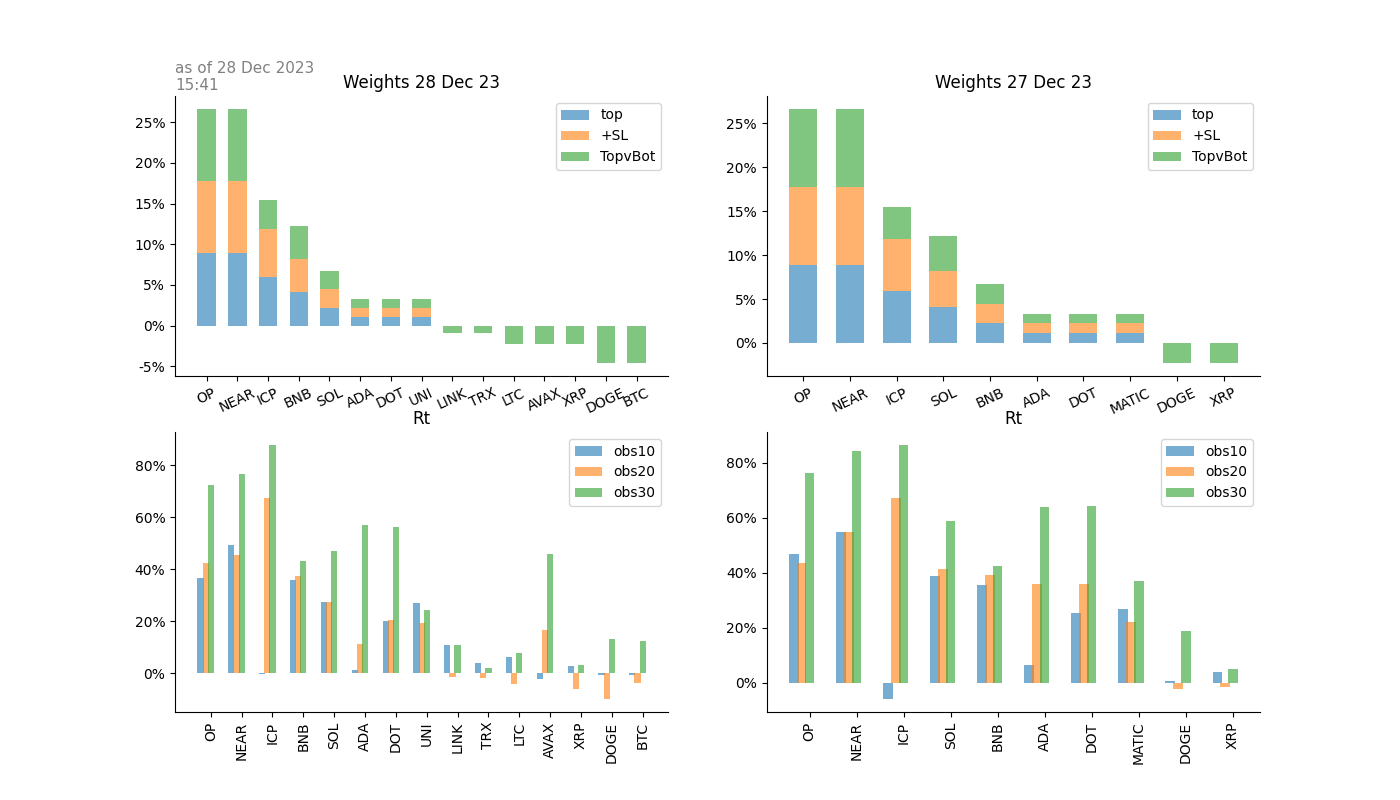 as of 28 Dec 2023
15:41
Weights 28 Dec 23
25%
20%
15%
10%
5%
0%
-5%
top
+SL
TopvBot
OP NEAR ICP BNB SOL ADA DOT UNI LINK TRX LTC AVAX XRP DOGE BTC
Weights 27 Dec 23
25%
20%
15%
10%
5%
0%
top
+SL
TopvBot
OP NEAR ICP SOL BNB ADA DOT MATIC DOGE XRP
Rt
80%
60%
40%
20%
0%
obs10
obs20
obs30
OP NEAR ICP BNB SOL ADA DOT UNI LINK TRX LTC AVAX XRP DOGE BTC
Rt
80%
60%
40%
20%
0%
obs10
obs20
obs30
OP NEAR ICP SOL BNB ADA DOT MATIC DOGE XRP